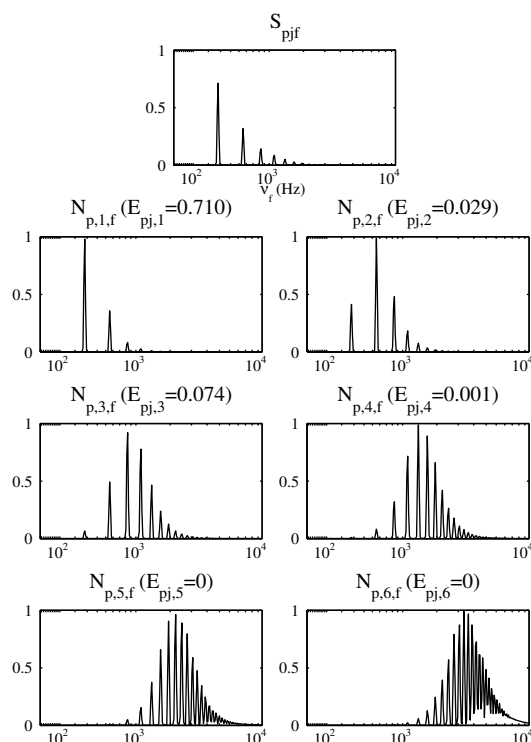 S_pjf
1
0.5
0
10^2 10^3 10^4
ν_f (Hz)
N_p,1,f (E_pj,1=0.710) N_p,2,f (E_pj,2=0.029)
1 1
0.5 0.5
0 0
10^2 10^3 10^4 10^2 10^3 10^4
N_p,3,f (E_pj,3=0.074) N_p,4,f (E_pj,4=0.001)
1 1
0.5 0.5
0 0
10^2 10^3 10^4 10^2 10^3 10^4
N_p,5,f (E_pj,5=0) N_p,6,f (E_pj,6=0)
1 1
0.5 0.5
0 0
10^2 10^3 10^4 10^2 10^3 10^4